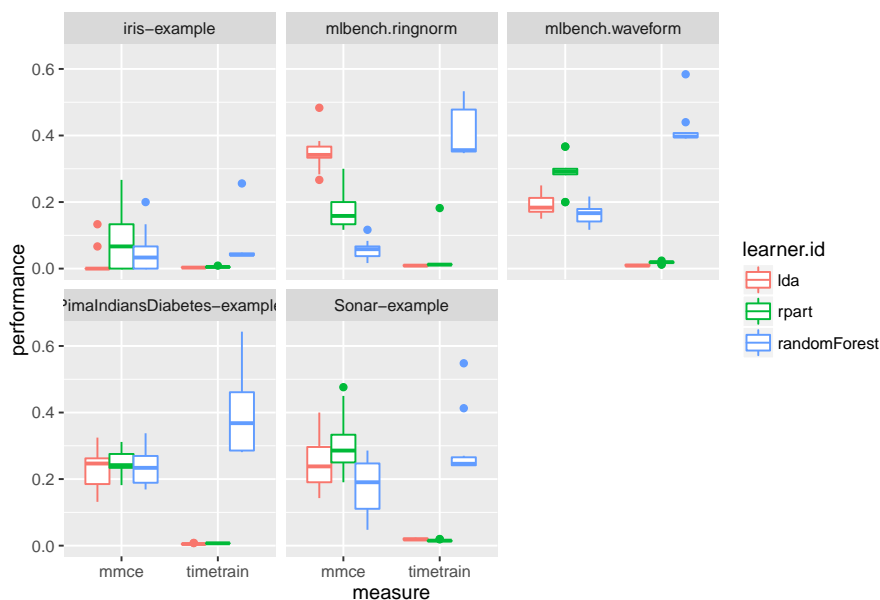 iris-example
mlbench.ringnorm
mlbench.waveform
0.6
0.4
0.2
0.0
PimaIndiansDiabetes-example
Sonar-example
0.6
0.4
0.2
0.0
mmce
timetrain
mmce
timetrain
measure
performance
learner.id
lda
rpart
randomForest